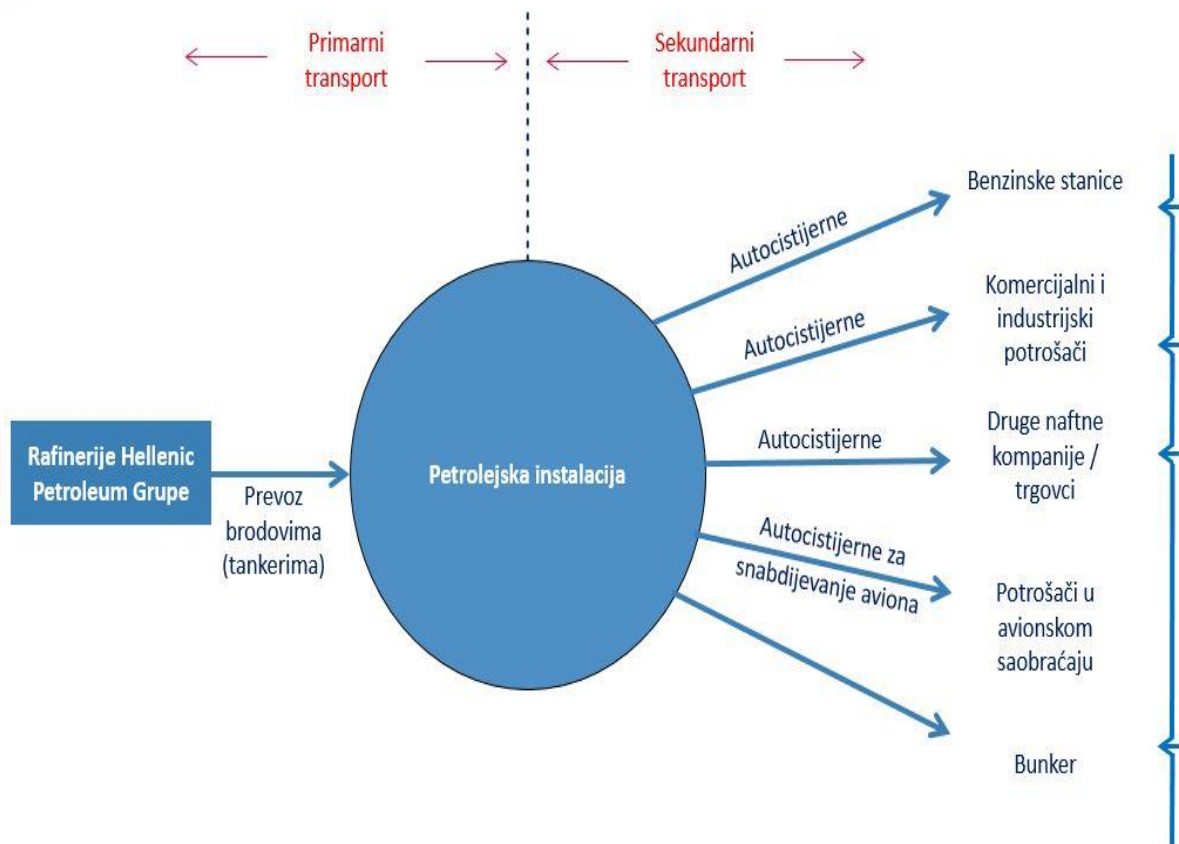 Primarni
transport
Sekundarni
transport
Benzinske stanice
Autocistijerne
Komercijalni i
industrijski
potrošači
Autocistijerne
Druge naftne
kompanije /
trgovci
Autocistijerne
Rafinerije Hellenic
Petroleum Grupe
Petrolejska instalacija
Prevoz
brodovima
(tankerima)
Autocistijerne za
snabdijevanje aviona
Potrošači u
avionskom
saobraćaju
Bunker